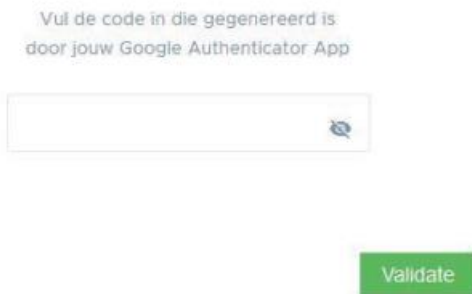 Vul de code in die gegenereerd is
door jouw Google Authenticator App
Validate